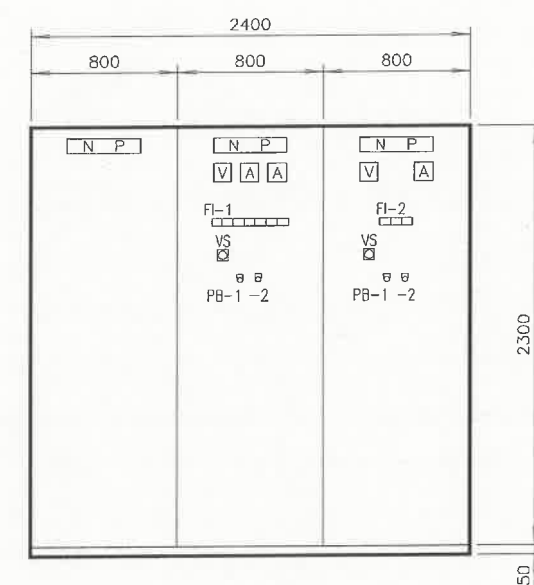 2400
800 800 800
N P N P N P
V A A V A
FI-1 FI-2
VS VS
PB-1 -2 PB-1 -2
2300
50